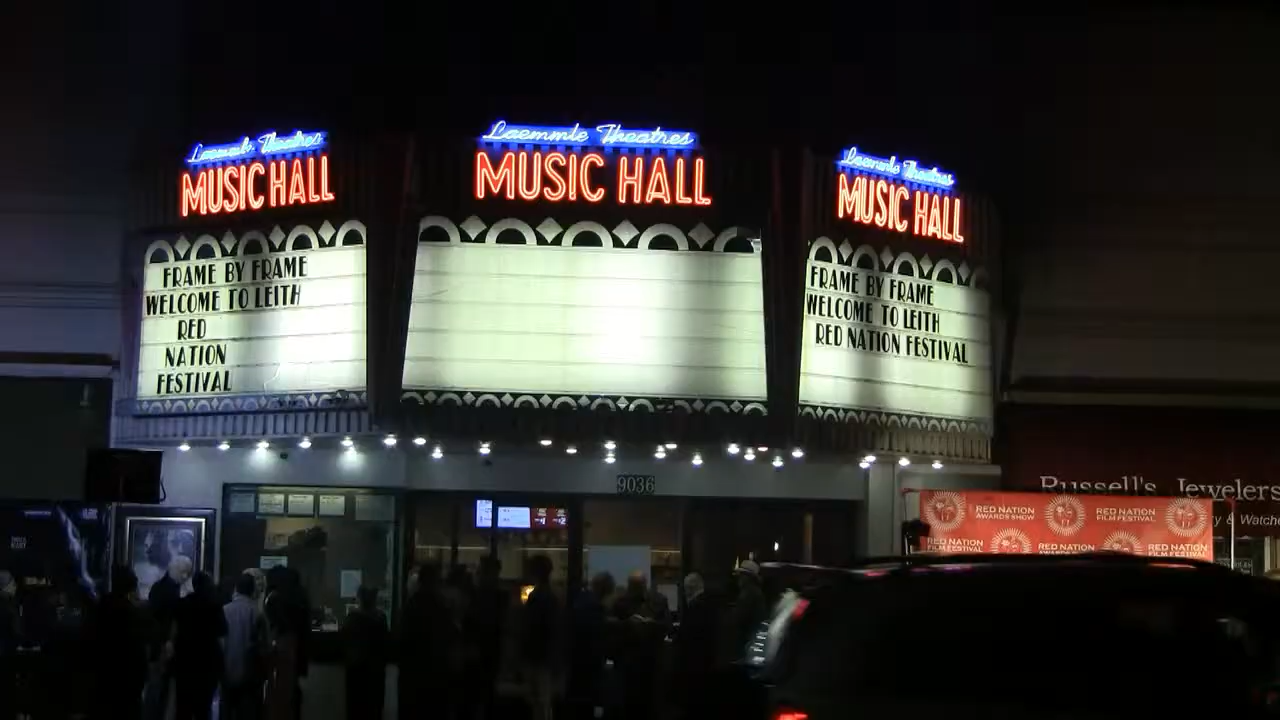 Laemmle Theatres
MUSIC HALL
FRAME BY FRAME
WELCOME TO LEITH
RED
NATION
FESTIVAL
Laemmle Theatres
MUSIC HALL
Laemmle Theatres
MUSIC HALL
FRAME BY FRAME
WELCOME TO LEITH
RED NATION FESTIVAL
9036
Russell's Jewelers
y & Watche
RED NATION
AWARDS SHOW
RED NATION
FILM FESTIVAL
RED NATION
FILM FESTIVAL
RED NATION
RED NATION